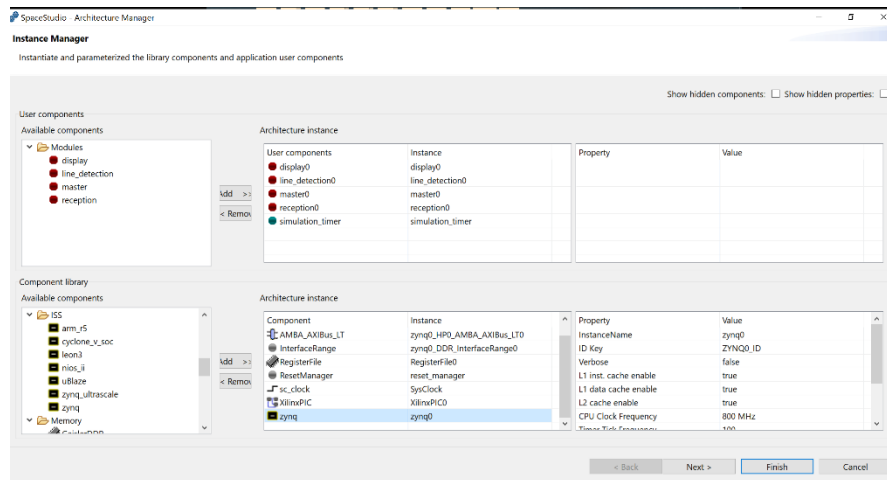 SpaceStudio - Architecture Manager
Instance Manager
Instantiate and parameterized the library components and application user components
Show hidden components: Show hidden properties:
User components
Available components
Modules
display
line_detection
master
reception
Add >>
< Remov
Architecture instance
User components Instance
display0 display0
line_detection0 line_detection0
master0 master0
reception0 reception0
simulation_timer simulation_timer
Property Value
Component library
Available components
ISS
arm_r5
cyclone_v_soc
leon3
nios_ii
uBlaze
zynq_ultrascale
zynq
Memory
Add >>
< Remov
Architecture instance
Component Instance
AMBA_AXIBus_LT zynq0_HP0_AMBA_AXIBus_LT0
InterfaceRange zynq0_DDR_InterfaceRange0
RegisterFile RegisterFile0
ResetManager reset_manager
sc_clock SysClock
XilinxPIC XilinxPIC0
zynq zynq0
Property Value
InstanceName zynq0
ID Key ZYNQ0_ID
Verbose false
L1 inst. cache enable true
L1 data cache enable true
L2 cache enable true
CPU Clock Frequency 800 MHz
Timer Tick Frequency 100
< Back Next > Finish Cancel